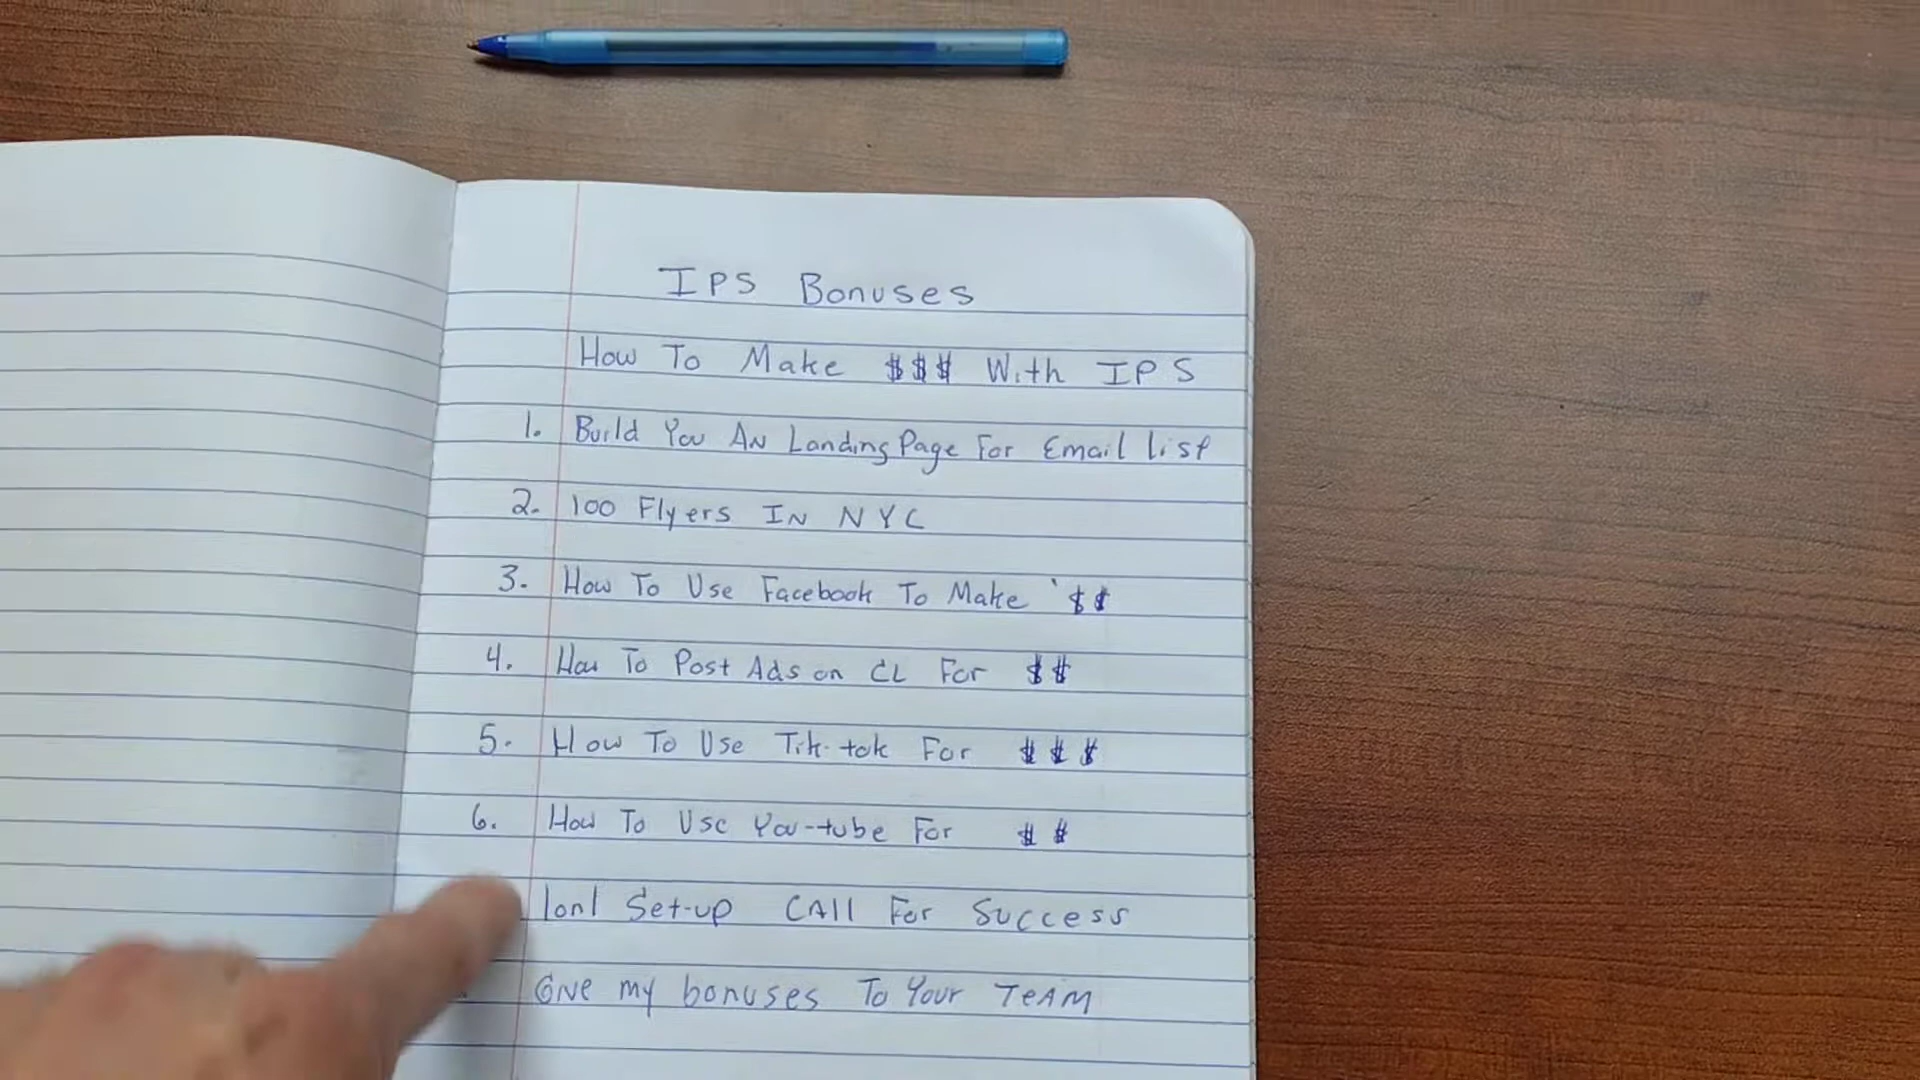 IPS Bonuses
How To Make $$$ With IPS
1. Build You AN Landing Page For Email List
2. 100 Flyers IN NYC
3. How To Use Facebook To Make $$
4. How To Post Ads on CL For $$
5. How To Use Tik-tok For $$$
6. How To Use You-tube For $$
1on1 Set-up CAll For Success
Give my bonuses To Your TEAM